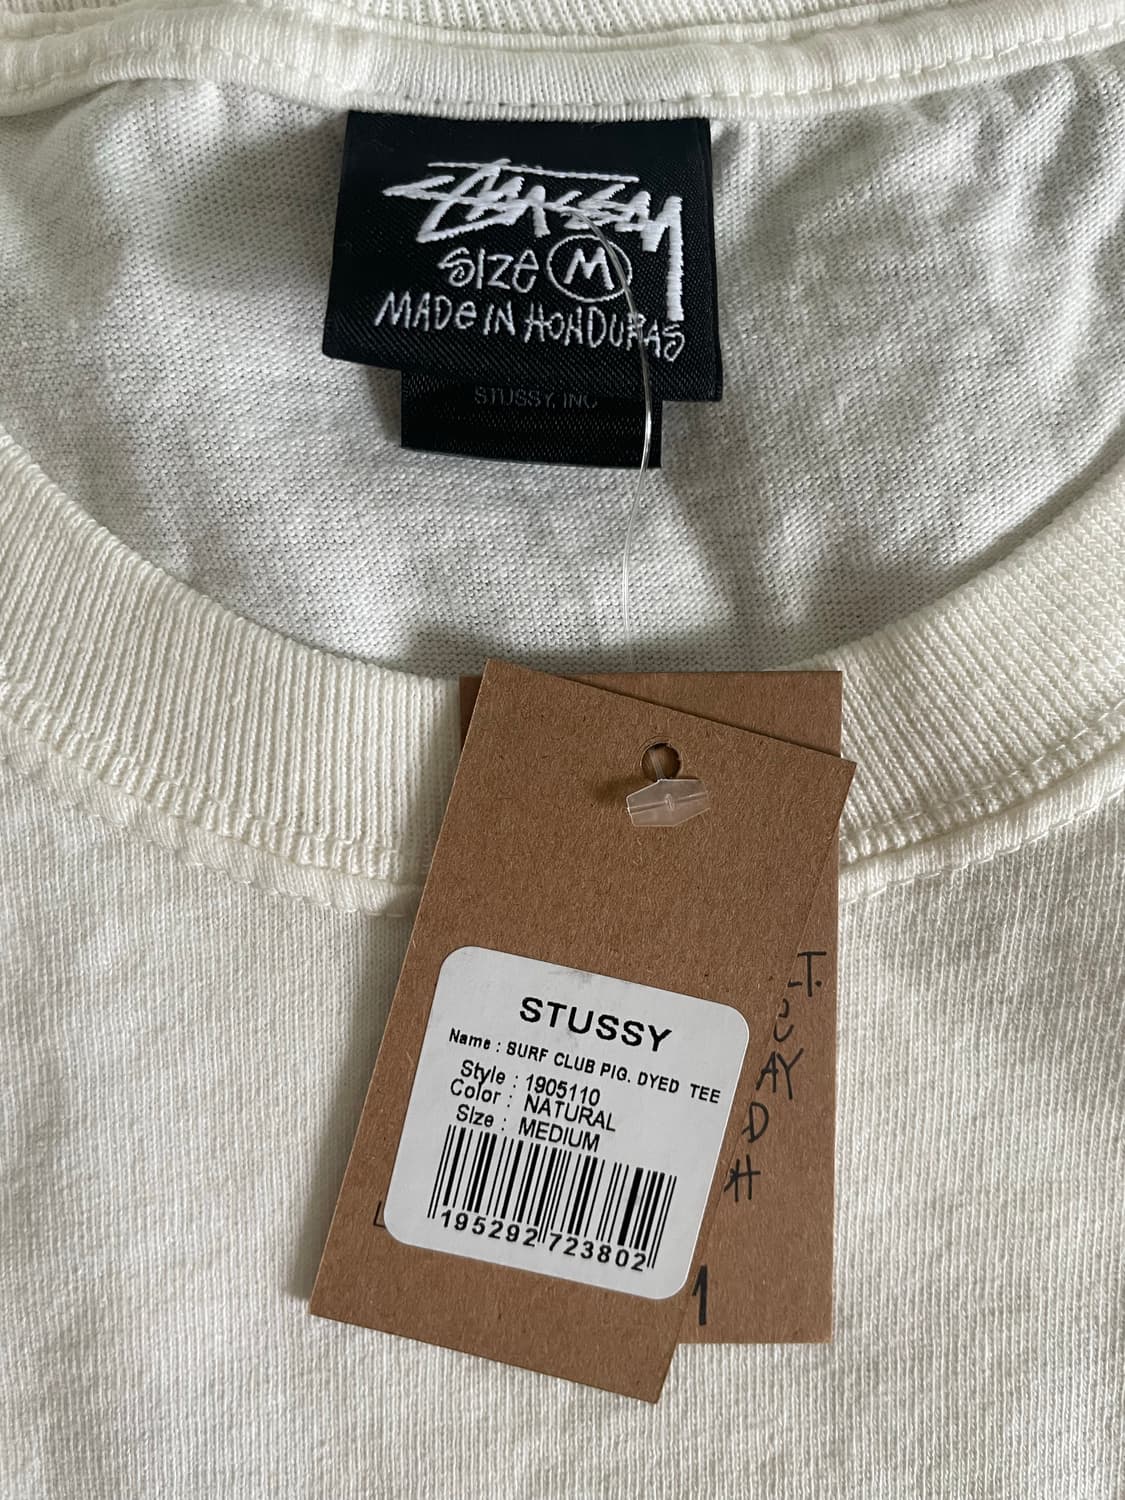 STUSSY
SIZE M
MADE IN HONDURAS
STUSSY, INC
STUSSY
Name : SURF CLUB PIG. DYED TEE
Style : 1905110
Color : NATURAL
Size : MEDIUM
195292 723802